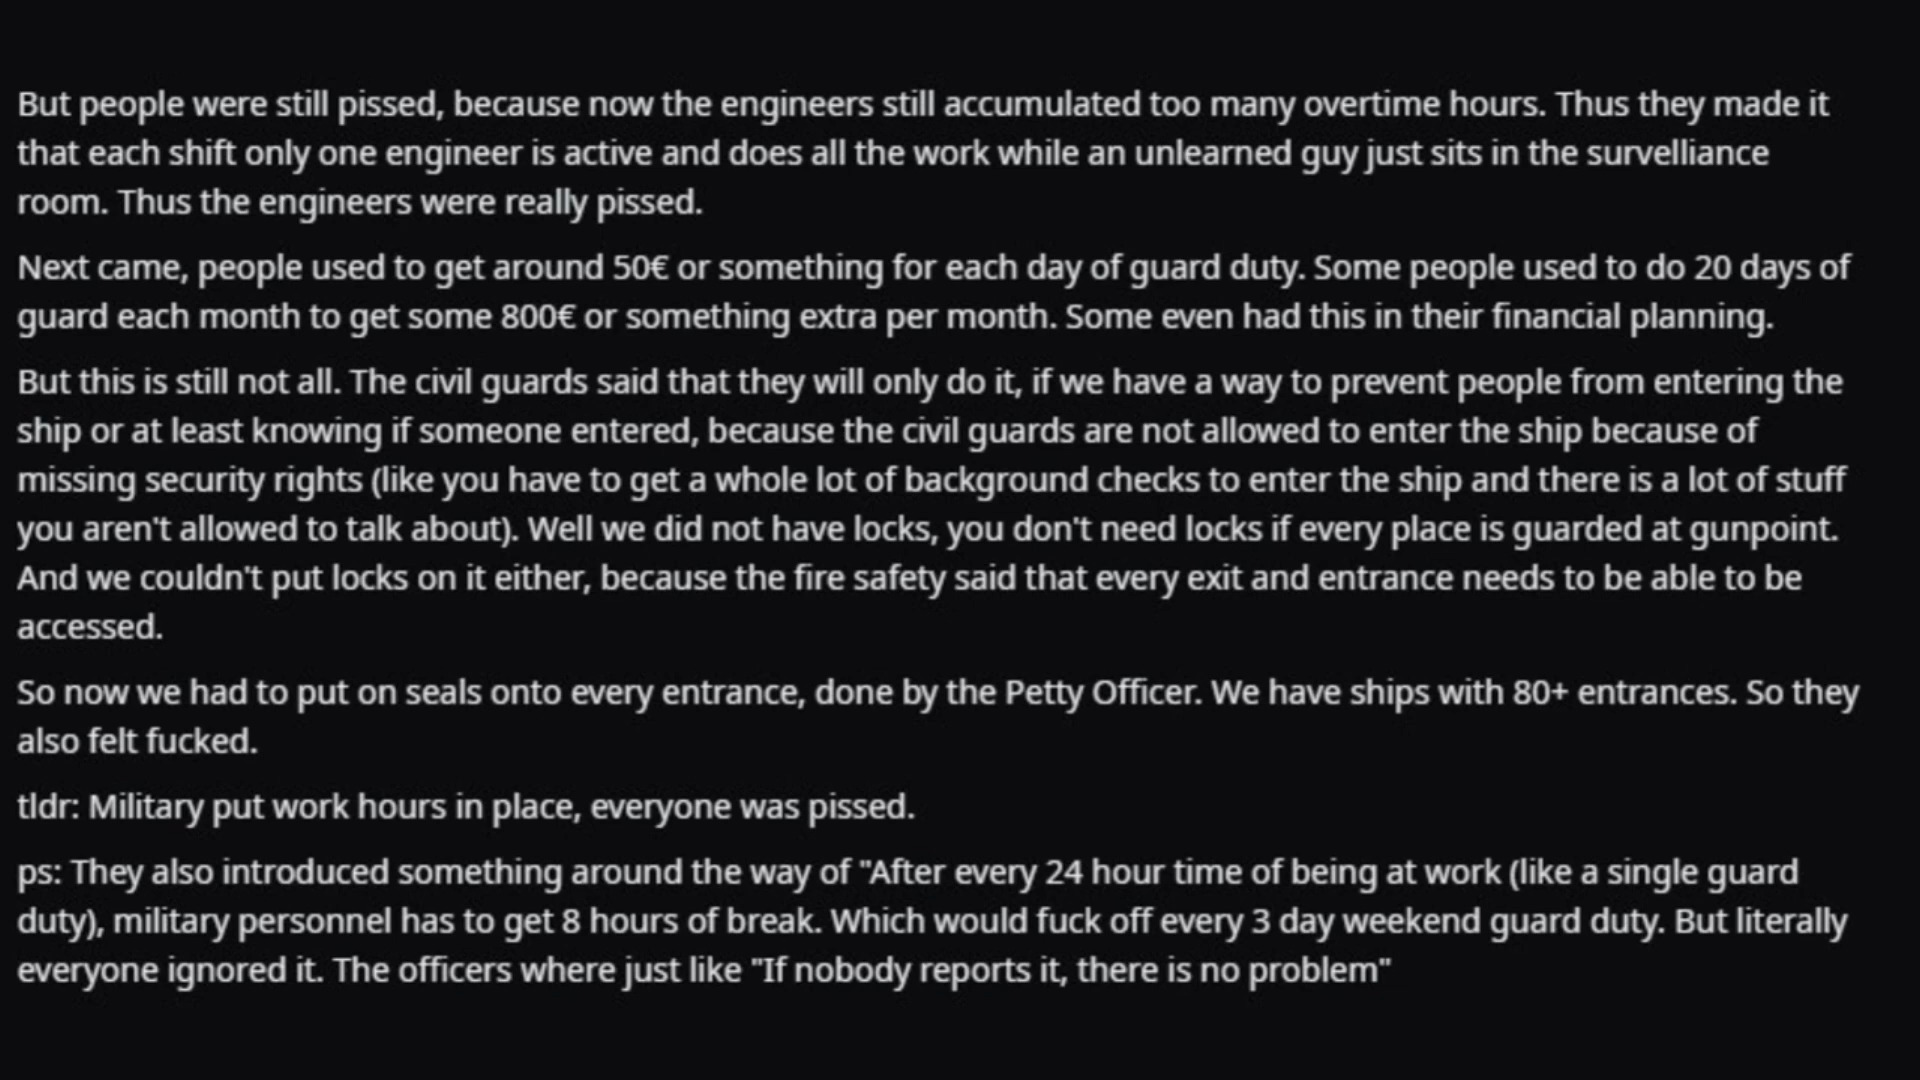 But people were still pissed, because now the engineers still accumulated too many overtime hours. Thus they made it
that each shift only one engineer is active and does all the work while an unlearned guy just sits in the survelliance
room. Thus the engineers were really pissed.
Next came, people used to get around 50€ or something for each day of guard duty. Some people used to do 20 days of
guard each month to get some 800€ or something extra per month. Some even had this in their financial planning.
But this is still not all. The civil guards said that they will only do it, if we have a way to prevent people from entering the
ship or at least knowing if someone entered, because the civil guards are not allowed to enter the ship because of
missing security rights (like you have to get a whole lot of background checks to enter the ship and there is a lot of stuff
you aren't allowed to talk about). Well we did not have locks, you don't need locks if every place is guarded at gunpoint.
And we couldn't put locks on it either, because the fire safety said that every exit and entrance needs to be able to be
accessed.
So now we had to put on seals onto every entrance, done by the Petty Officer. We have ships with 80+ entrances. So they
also felt fucked.
tldr: Military put work hours in place, everyone was pissed.
ps: They also introduced something around the way of "After every 24 hour time of being at work (like a single guard
duty), military personnel has to get 8 hours of break. Which would fuck off every 3 day weekend guard duty. But literally
everyone ignored it. The officers where just like "If nobody reports it, there is no problem"